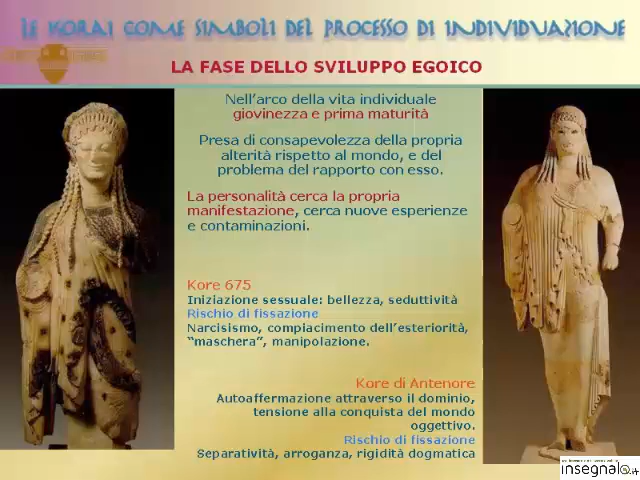 LE KORAI COME SIMBOLI DEL PROCESSO DI INDIVIDUAZIONE
LA FASE DELLO SVILUPPO EGOICO
Nell'arco della vita individuale
giovinezza e prima maturità
Presa di consapevolezza della propria
alterità rispetto al mondo, e del
problema del rapporto con esso.
La personalità cerca la propria
manifestazione, cerca nuove esperienze
e contaminazioni.
Kore 675
Iniziazione sessuale: bellezza, seduttività
Rischio di fissazione
Narcisismo, compiacimento dell'esteriorità,
"maschera", manipolazione.
Kore di Antenore
Autoaffermazione attraverso il dominio,
tensione alla conquista del mondo
oggettivo.
Rischio di fissazione
Separatività, arroganza, rigidità dogmatica
insegnalo.it